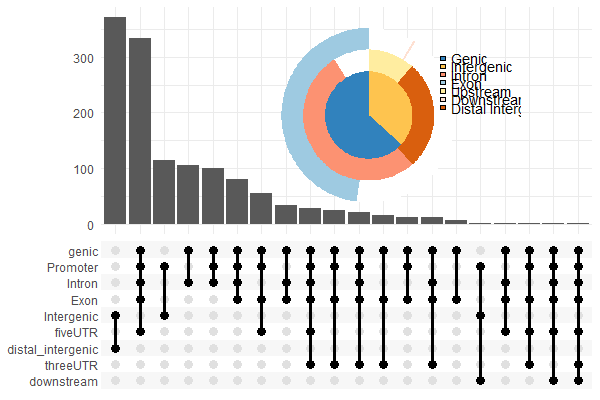 300
200
100
0
Genic
Intergenic
Intron
Exon
Upstream
Downstream
Distal Interg
genic
Promoter
Intron
Exon
Intergenic
fiveUTR
distal_intergenic
threeUTR
downstream